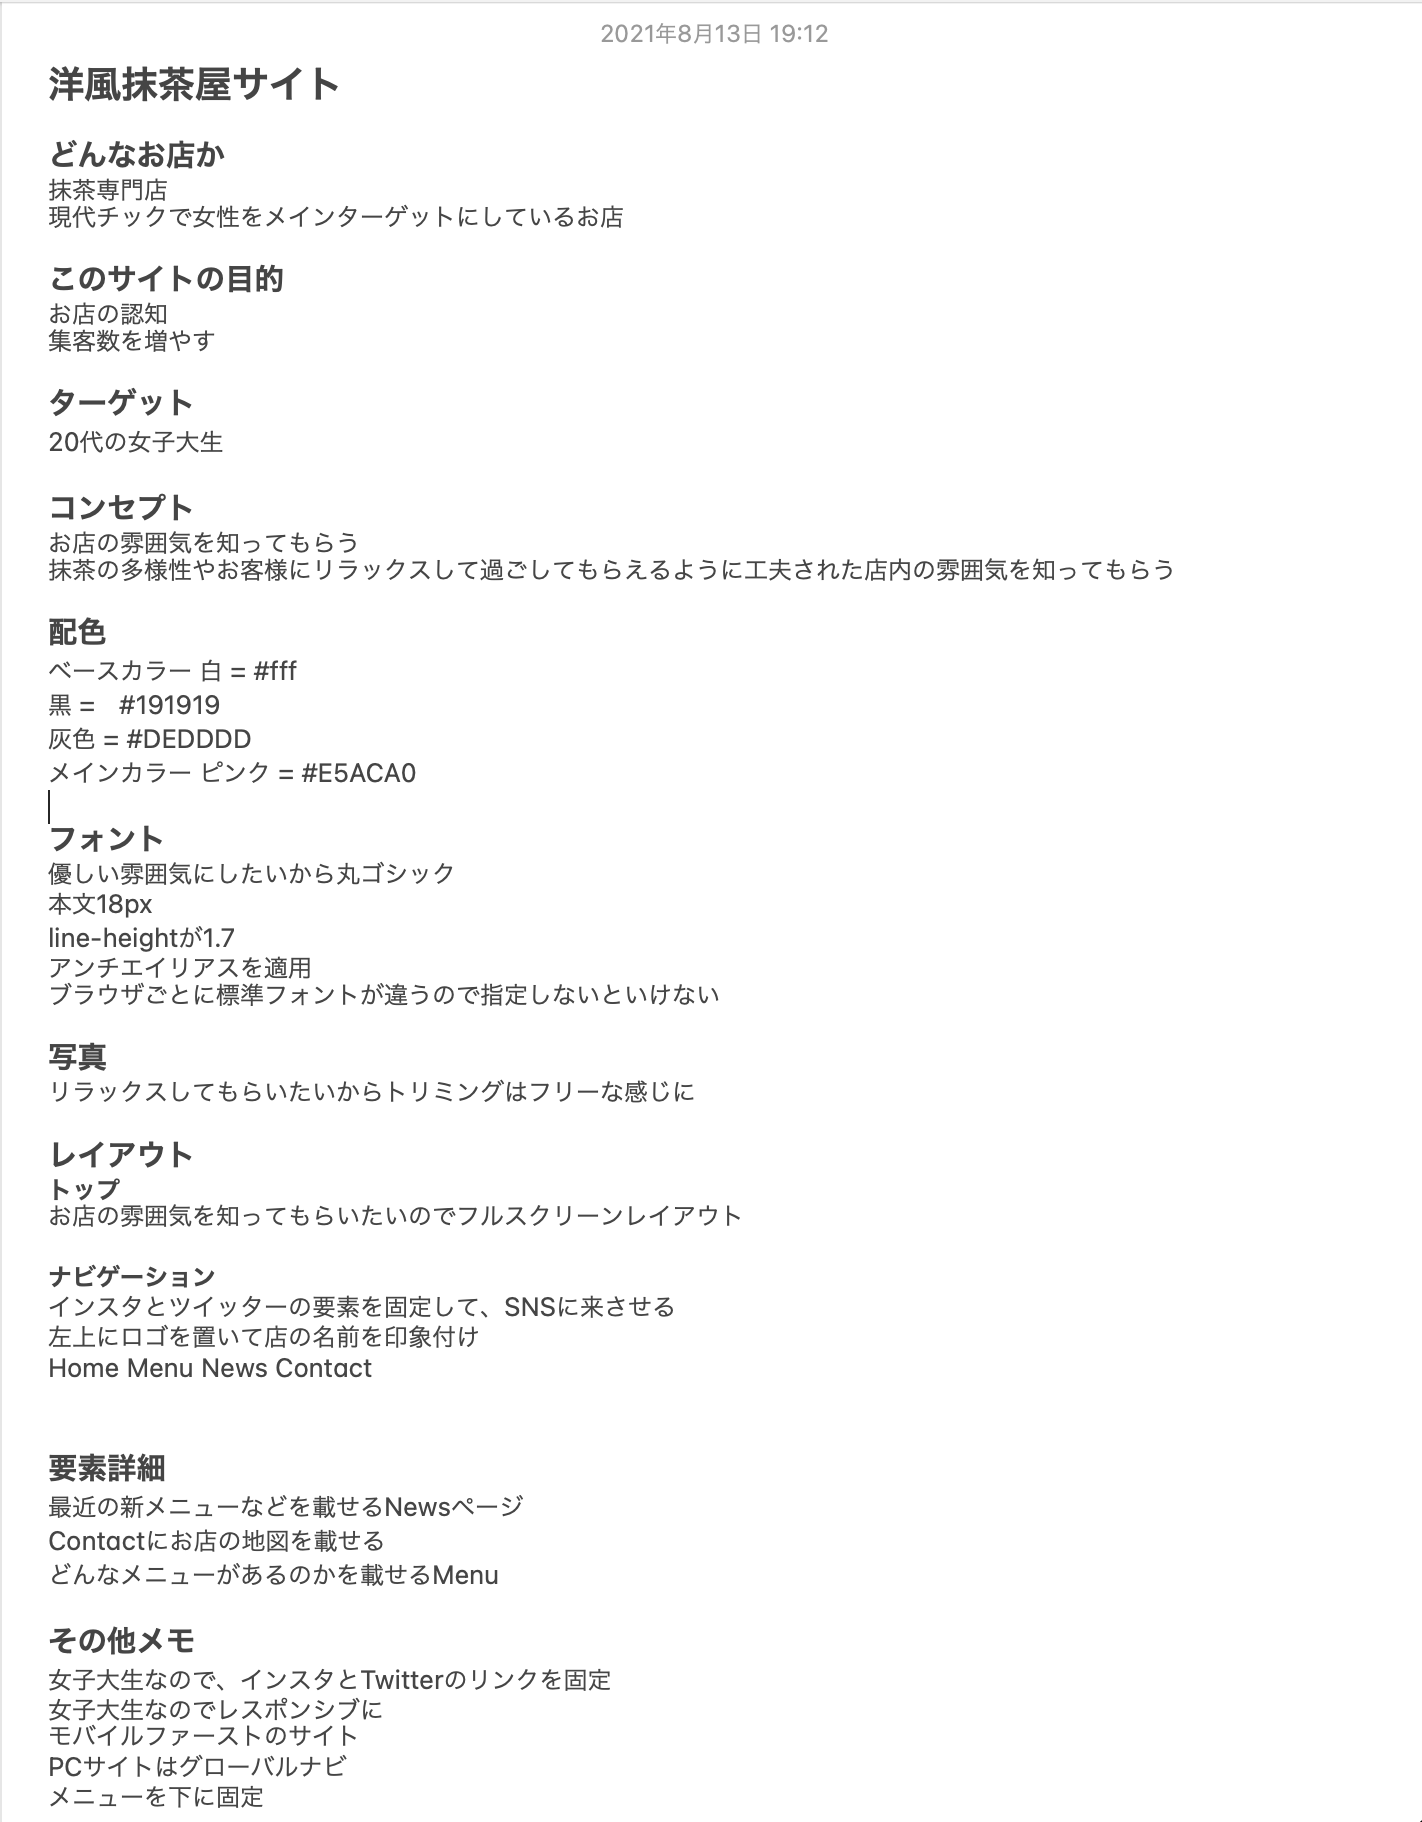 2021年8月13日 19:12
洋風抹茶屋サイト
どんなお店か
抹茶専門店
現代チックで女性をメインターゲットにしているお店
このサイトの目的
お店の認知
集客数を増やす
ターゲット
20代の女子大生
コンセプト
お店の雰囲気を知ってもらう
抹茶の多様性やお客様にリラックスして過ごしてもらえるように工夫された店内の雰囲気を知ってもらう
配色
ベースカラー 白 = #fff
黒 =　#191919
灰色 = #DEDDDD
メインカラー ピンク = #E5ACA0
フォント
優しい雰囲気にしたいから丸ゴシック
本文18px
line-heightが1.7
アンチエイリアスを適用
ブラウザごとに標準フォントが違うので指定しないといけない
写真
リラックスしてもらいたいからトリミングはフリーな感じに
レイアウト
トップ
お店の雰囲気を知ってもらいたいのでフルスクリーンレイアウト
ナビゲーション
インスタとツイッターの要素を固定して、SNSに来させる
左上にロゴを置いて店の名前を印象付け
Home Menu News Contact
要素詳細
最近の新メニューなどを載せるNewsページ
Contactにお店の地図を載せる
どんなメニューがあるのかを載せるMenu
その他メモ
女子大生なので、インスタとTwitterのリンクを固定
女子大生なのでレスポンシブに
モバイルファーストのサイト
PCサイトはグローバルナビ
メニューを下に固定